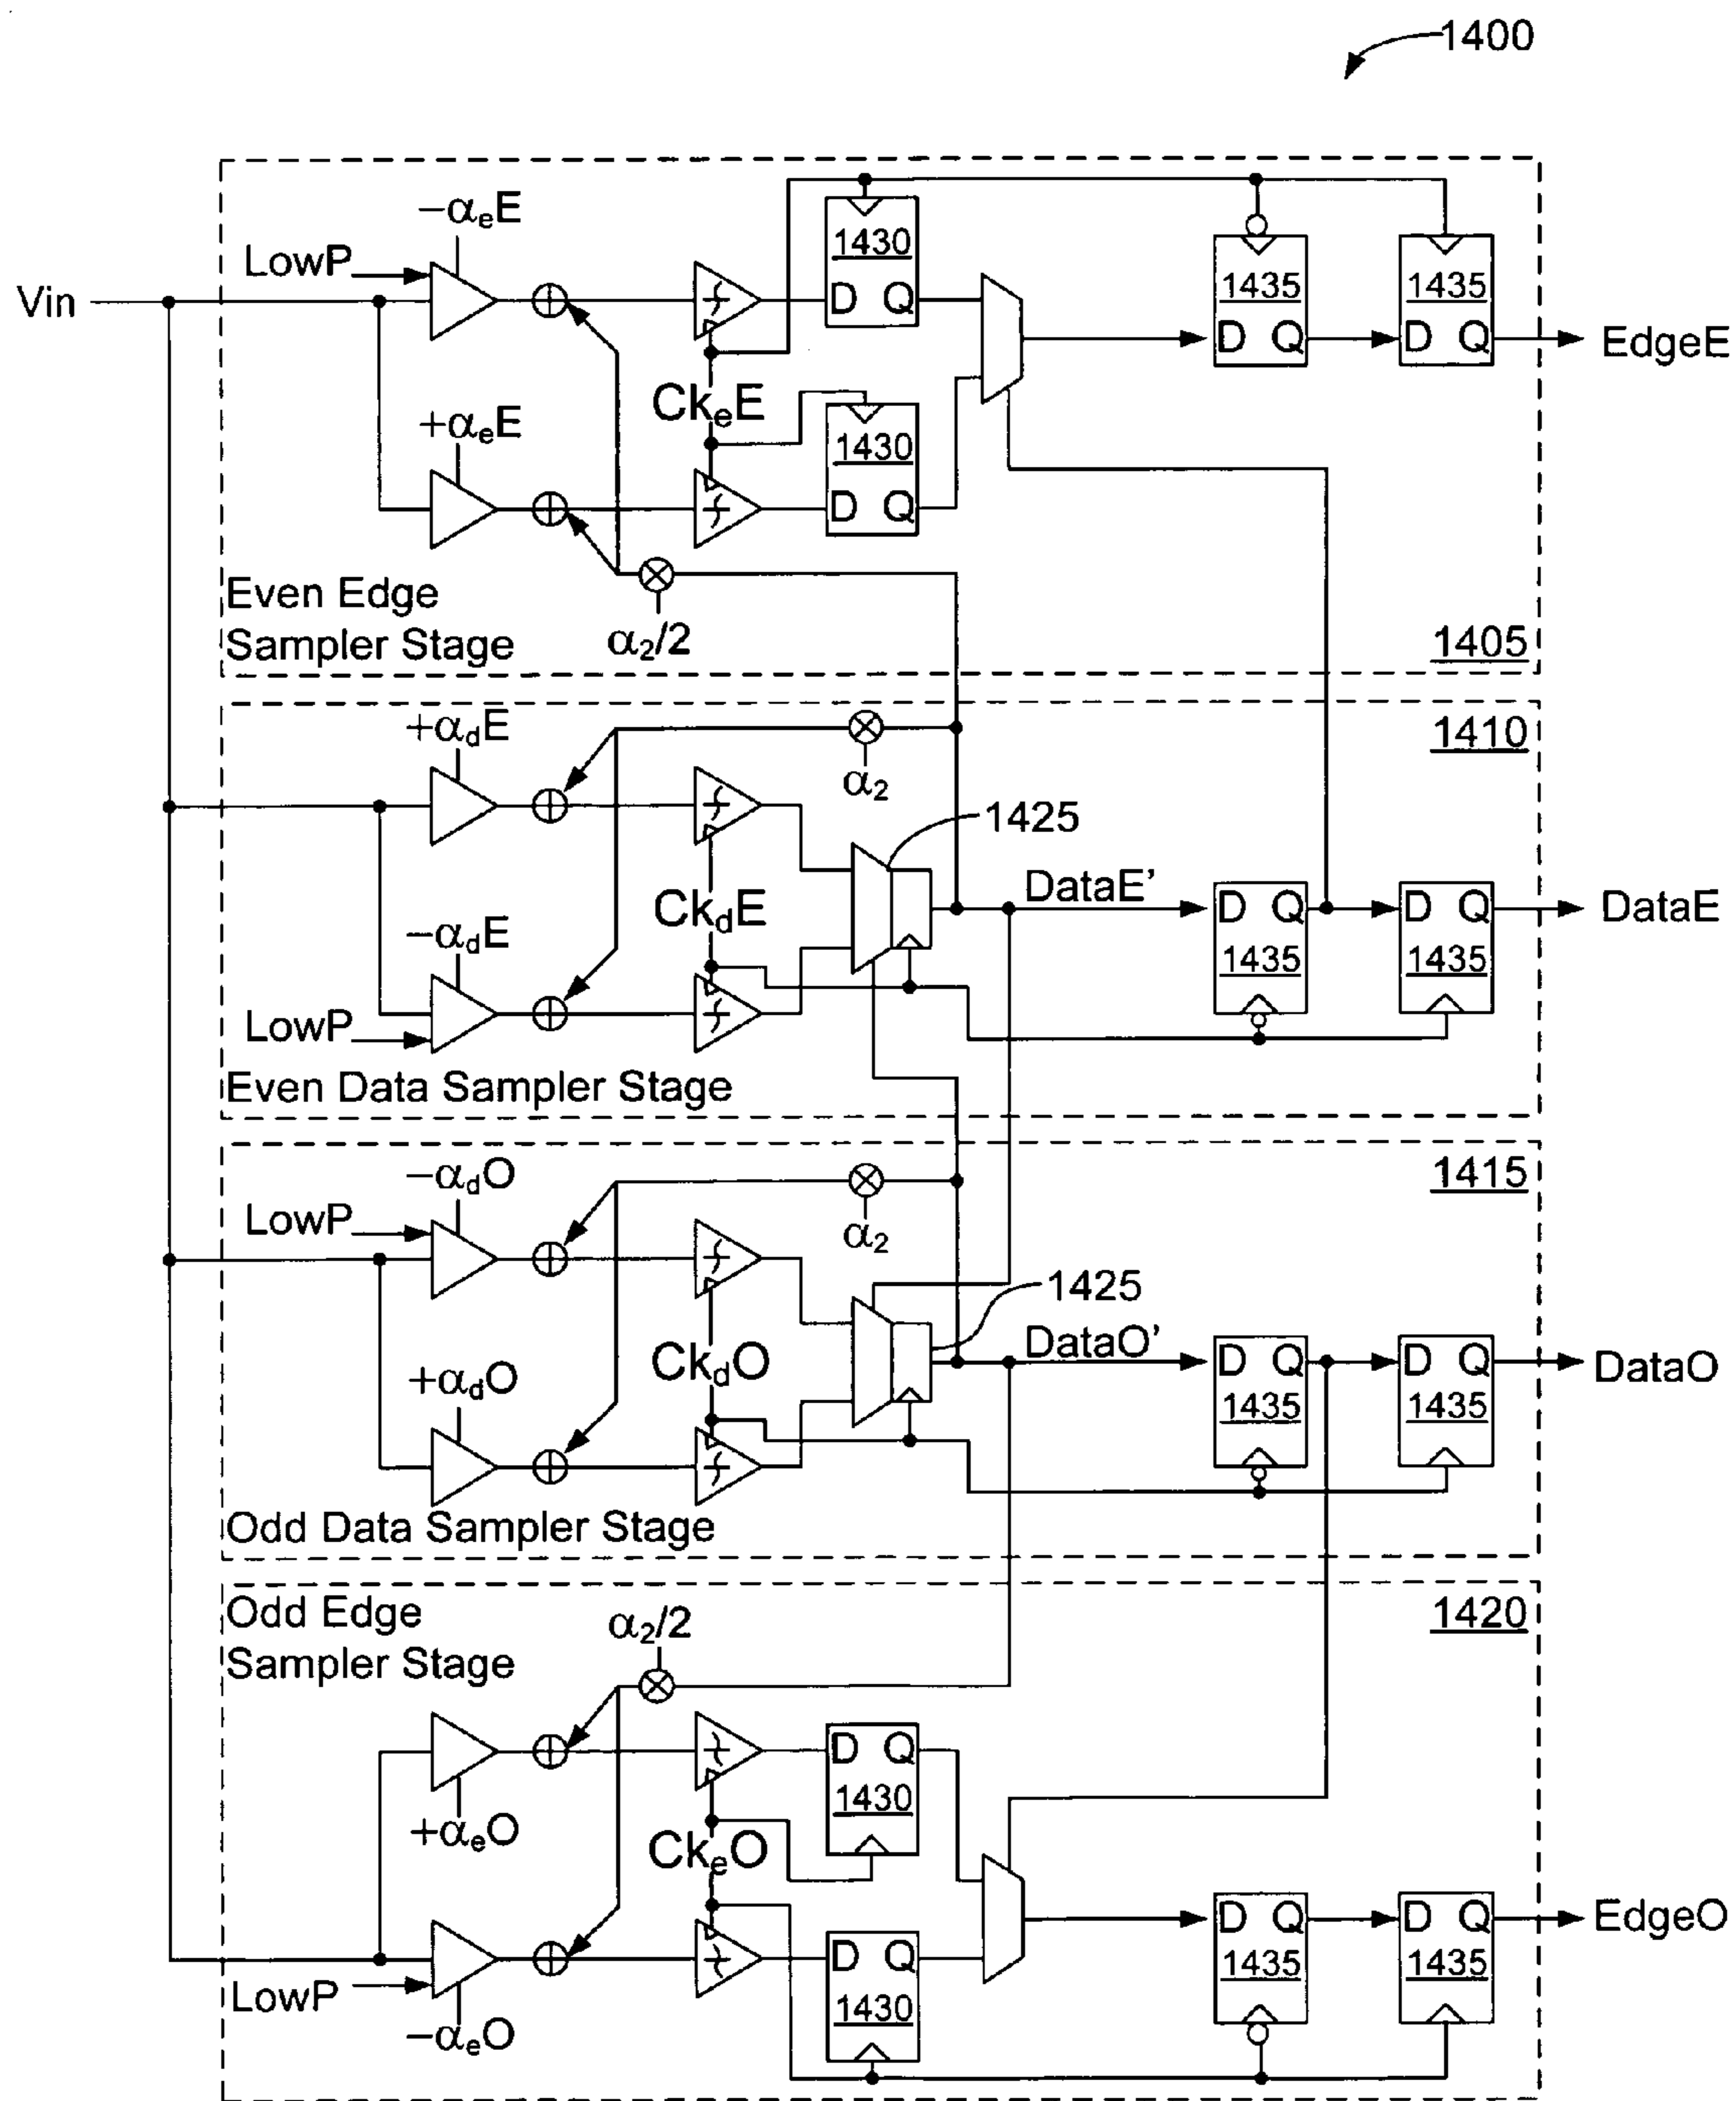 1400
−αeE
LowP
1430
Vin
1435
1435
D Q
D Q
D Q
EdgeE
CkeE
+αeE
1430
D Q
Even Edge
Sampler Stage
α2/2
1405
+αdE
1410
α2
1425
DataE'
CkdE
−αdE
D Q
D Q
DataE
1435
1435
LowP
Even Data Sampler Stage
−αdO
1415
LowP
α2
1425
DataO'
CkdO
+αdO
D Q
D Q
DataO
1435
1435
Odd Data Sampler Stage
Odd Edge
Sampler Stage
α2/2
1420
D Q
1430
+αeO
CkeO
D Q
D Q
EdgeO
1435
1435
D Q
LowP
1430
−αeO